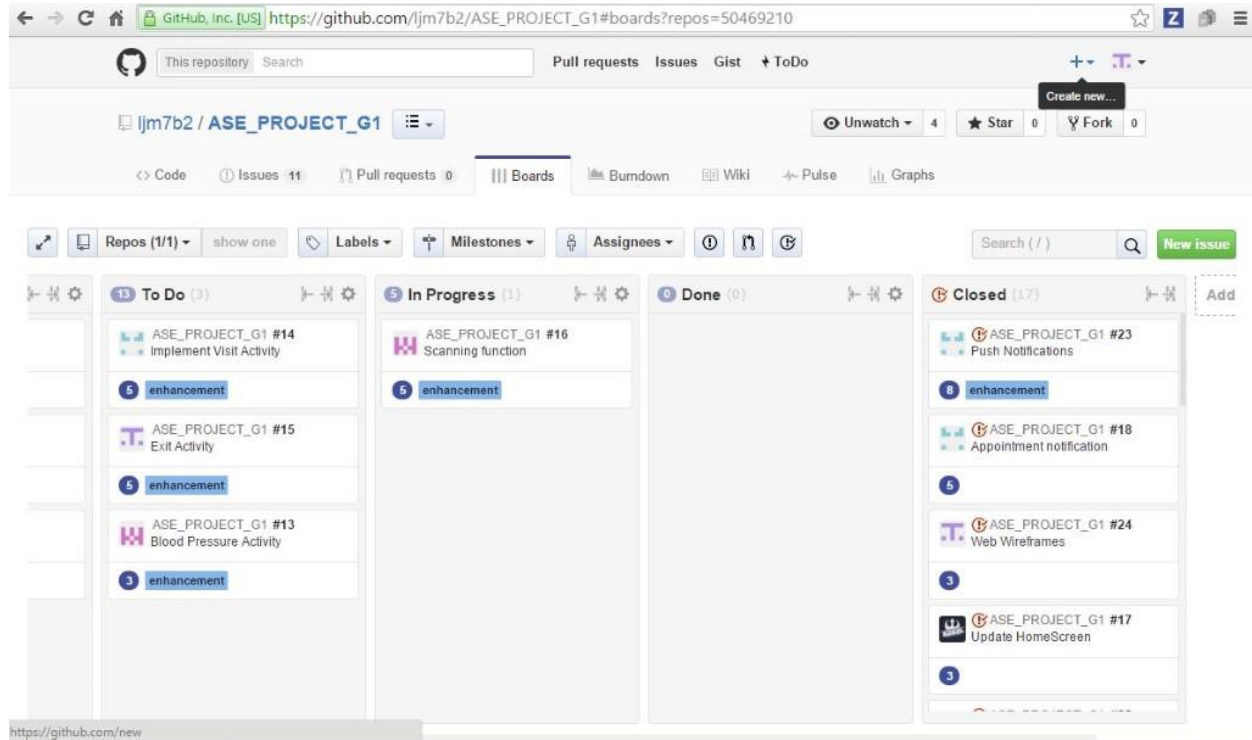 GitHub, Inc. [US] https://github.com/ljm7b2/ASE_PROJECT_G1#boards?repos=50469210
Z
This repository Search Pull requests Issues Gist ToDo
Create new...
ljm7b2 / ASE_PROJECT_G1 Unwatch 4 Star 0 Fork 0
<> Code Issues 11 Pull requests 0 Boards Burndown Wiki Pulse Graphs
Repos (1/1) show one Labels Milestones Assignees Search ( / ) New issue
13 To Do (3)
ASE_PROJECT_G1 #14
Implement Visit Activity
5 enhancement
ASE_PROJECT_G1 #15
Exit Activity
5 enhancement
ASE_PROJECT_G1 #13
Blood Pressure Activity
3 enhancement
5 In Progress (1)
ASE_PROJECT_G1 #16
Scanning function
5 enhancement
0 Done (0)
Closed (17)
ASE_PROJECT_G1 #23
Push Notifications
8 enhancement
ASE_PROJECT_G1 #18
Appointment notification
5
ASE_PROJECT_G1 #24
Web Wireframes
3
ASE_PROJECT_G1 #17
Update HomeScreen
3
Add
https://github.com/new